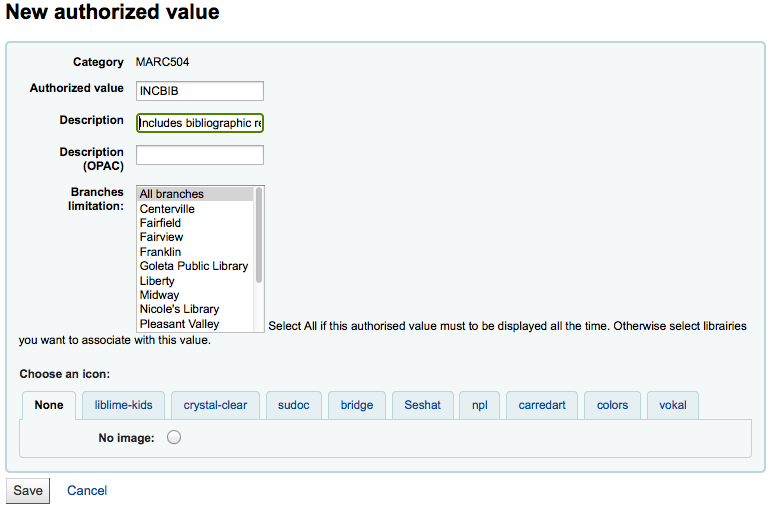 New authorized value
Category MARC504
Authorized value INCBIB
Description Includes bibliographic re
Description
(OPAC)
Branches
limitation:
All branches
Centerville
Fairfield
Fairview
Franklin
Goleta Public Library
Liberty
Midway
Nicole's Library
Pleasant Valley
Select All if this authorised value must to be displayed all the time. Otherwise select librairies
you want to associate with this value.
Choose an icon:
None liblime-kids crystal-clear sudoc bridge Seshat npl carredart colors vokal
No image:
Save Cancel